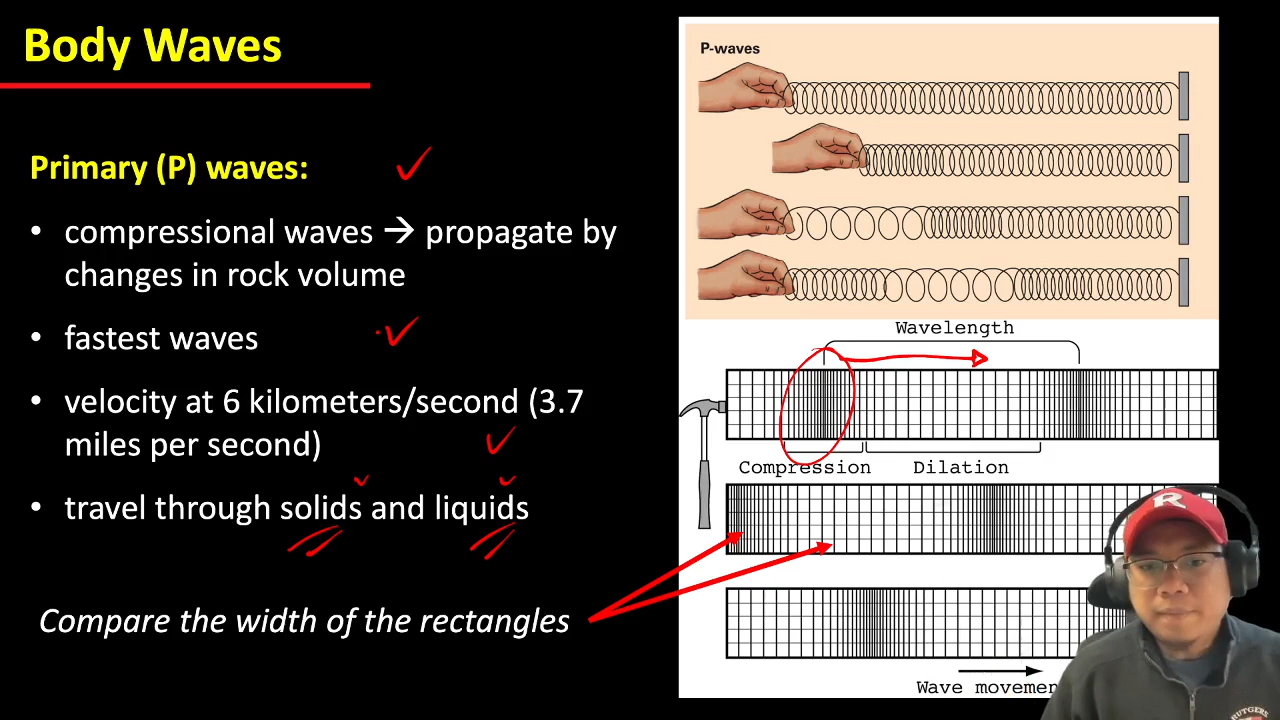 Body Waves
Primary (P) waves:
• compressional waves → propagate by
changes in rock volume
• fastest waves
• velocity at 6 kilometers/second (3.7
miles per second)
• travel through solids and liquids
Compare the width of the rectangles
P-waves
Wavelength
Compression
Dilation
Wave movemen
R
RUTGERS